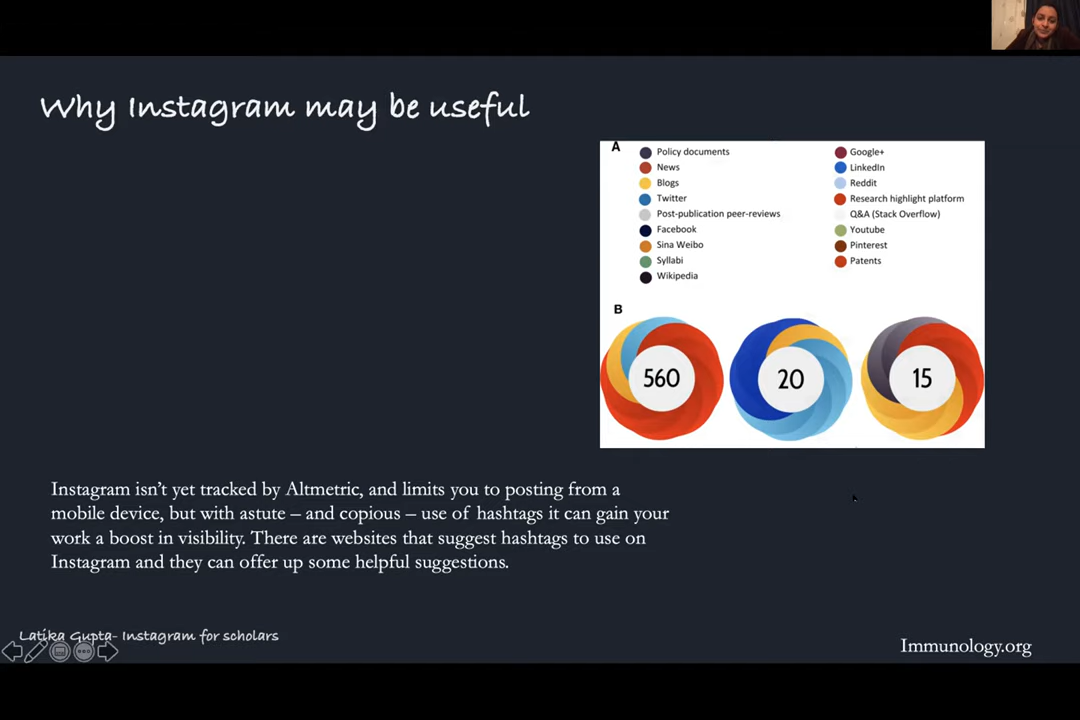 Why Instagram may be useful
A
Policy documents
News
Blogs
Twitter
Post-publication peer-reviews
Facebook
Sina Weibo
Syllabi
Wikipedia
Google+
LinkedIn
Reddit
Research highlight platform
Q&A (Stack Overflow)
Youtube
Pinterest
Patents
B
560
20
15
Instagram isn't yet tracked by Altmetric, and limits you to posting from a
mobile device, but with astute – and copious – use of hashtags it can gain your
work a boost in visibility. There are websites that suggest hashtags to use on
Instagram and they can offer up some helpful suggestions.
Latika Gupta- Instagram for scholars
Immunology.org